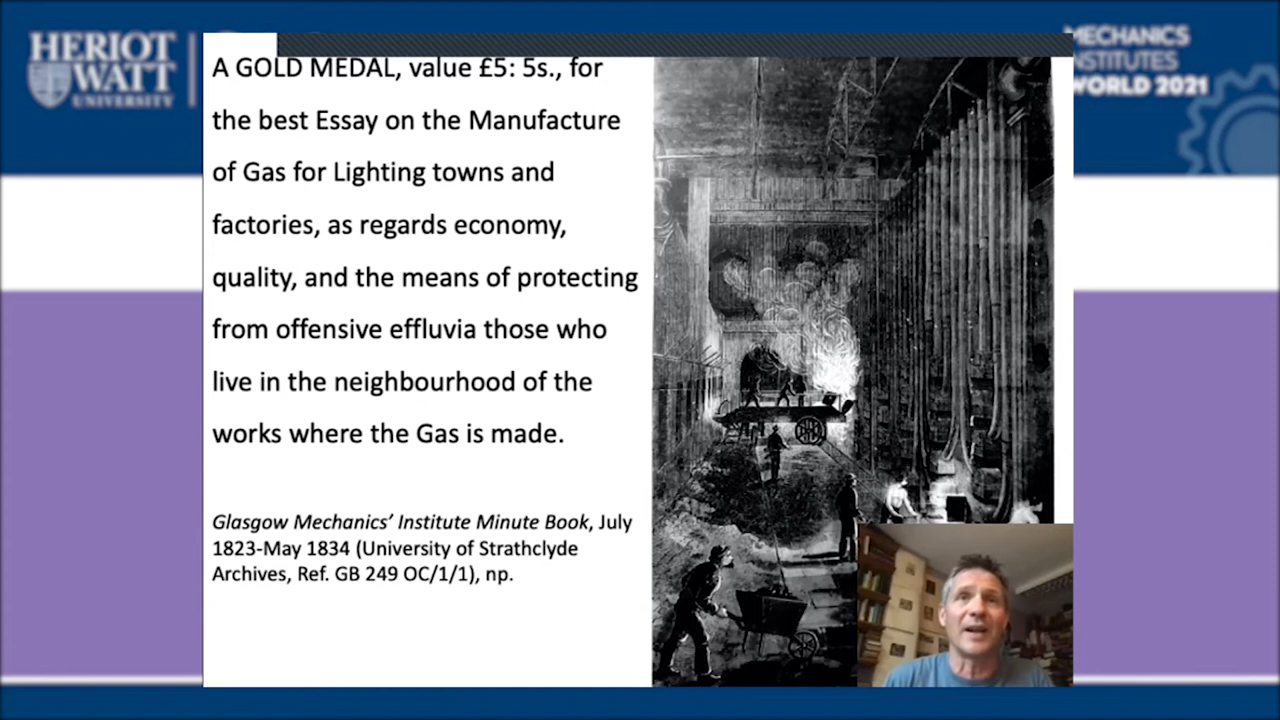 HERIOT
WATT
UNIVERSITY
MECHANICS
INSTITUTES
WORLD 2021
A GOLD MEDAL, value £5: 5s., for
the best Essay on the Manufacture
of Gas for Lighting towns and
factories, as regards economy,
quality, and the means of protecting
from offensive effluvia those who
live in the neighbourhood of the
works where the Gas is made.
Glasgow Mechanics’ Institute Minute Book, July
1823-May 1834 (University of Strathclyde
Archives, Ref. GB 249 OC/1/1), np.